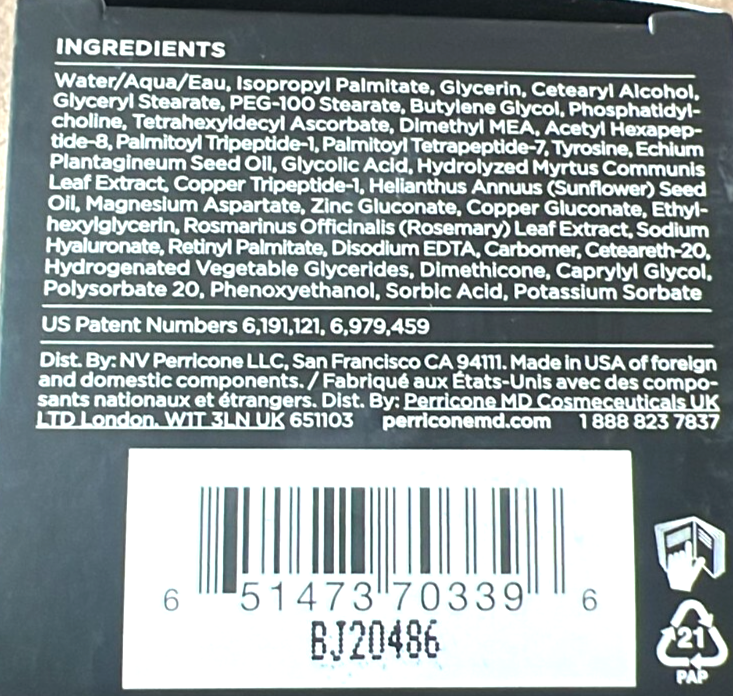 INGREDIENTS
Water/Aqua/Eau, Isopropyl Palmitate, Glycerin, Cetearyl Alcohol,
Glyceryl Stearate, PEG-100 Stearate, Butylene Glycol, Phosphatidyl-
choline, Tetrahexyldecyl Ascorbate, Dimethyl MEA, Acetyl Hexapep-
tide-8, Palmitoyl Tripeptide-1, Palmitoyl Tetrapeptide-7, Tyrosine, Echium
Plantagineum Seed Oil, Glycolic Acid, Hydrolyzed Myrtus Communis
Leaf Extract, Copper Tripeptide-1, Helianthus Annuus (Sunflower) Seed
Oil, Magnesium Aspartate, Zinc Gluconate, Copper Gluconate, Ethyl-
hexylglycerin, Rosmarinus Officinalis (Rosemary) Leaf Extract, Sodium
Hyaluronate, Retinyl Palmitate, Disodium EDTA, Carbomer, Ceteareth-20,
Hydrogenated Vegetable Glycerides, Dimethicone, Caprylyl Glycol,
Polysorbate 20, Phenoxyethanol, Sorbic Acid, Potassium Sorbate
US Patent Numbers 6,191,121, 6,979,459
Dist. By: NV Perricone LLC, San Francisco CA 94111. Made in USA of foreign
and domestic components. / Fabriqué aux États-Unis avec des compo-
sants nationaux et étrangers. Dist. By: Perricone MD Cosmeceuticals UK
LTD London. W1T 3LN UK 651103 perriconemd.com 1 888 823 7837
6 51473 70339 6
BJ20486
21
PAP